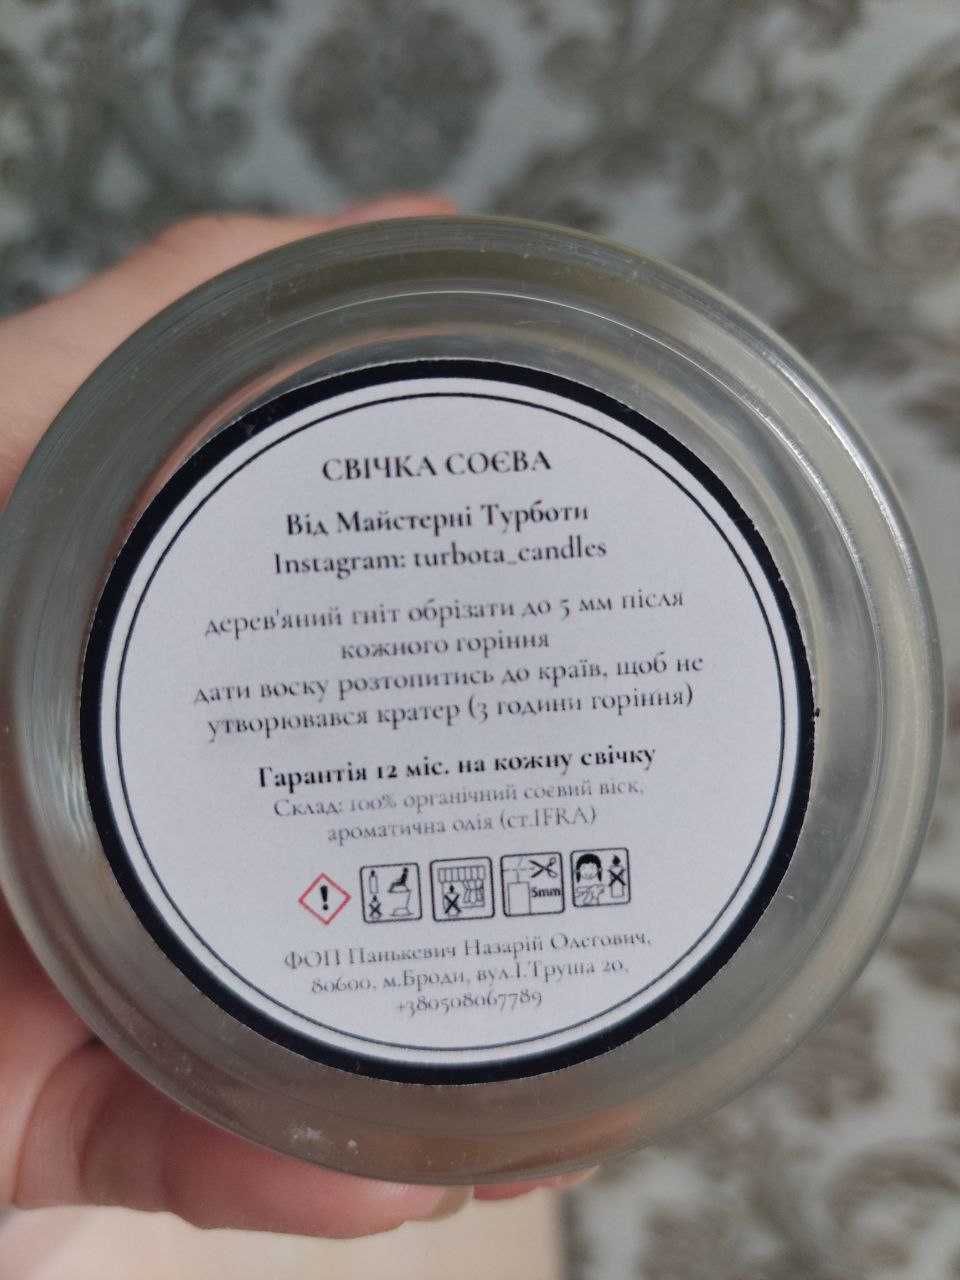 СВІЧКА СОЄВА
Від Майстерні Турботи
Instagram: turbota_candles
дерев'яний гніт обрізати до 5 мм після
кожного горіння
дати воску розтопитись до країв, щоб не
утворювався кратер (3 години горіння)
Гарантія 12 міс. на кожну свічку
Склад: 100% органічний соєвий віск,
ароматична олія (ст.IFRA)
5mm
ФОП Панькевич Назарій Олегович,
80600, м.Броди, вул.І.Труша 20,
+380508067789